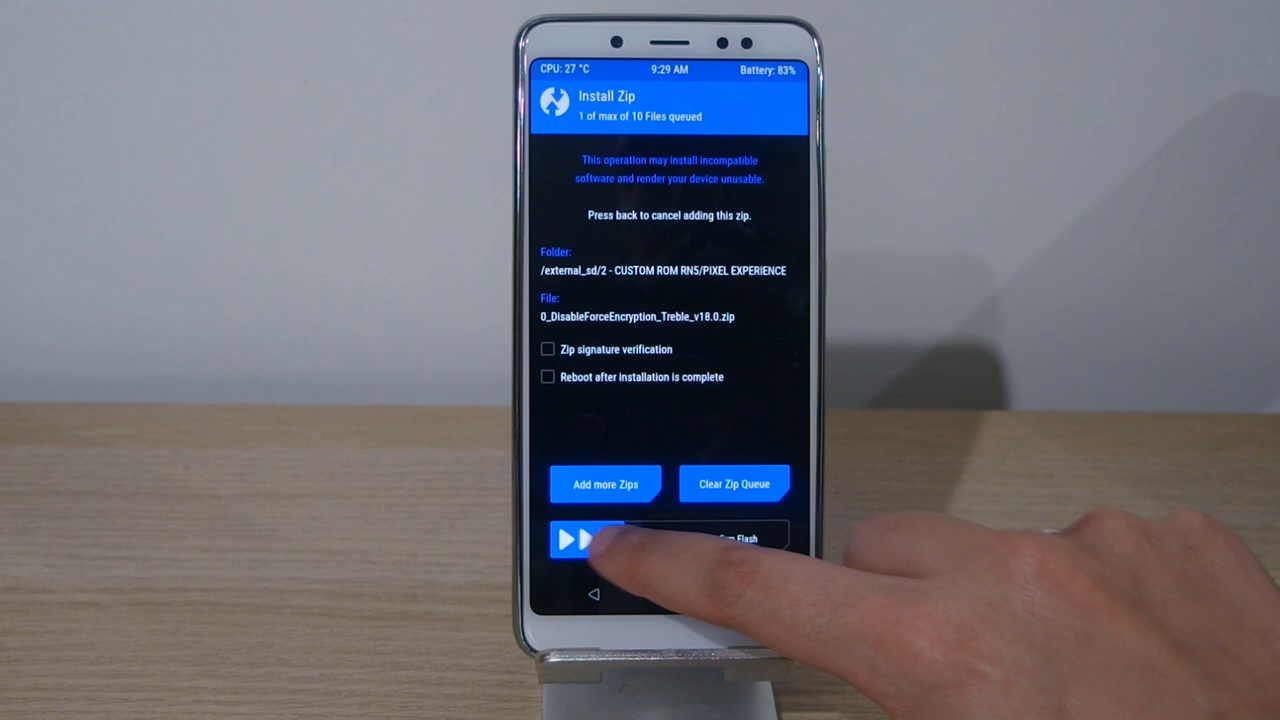 CPU: 27 °C 9:29 AM Battery: 83%
Install Zip
1 of max of 10 Files queued
This operation may install incompatible
software and render your device unusable.
Press back to cancel adding this zip.
Folder:
/external_sd/2 - CUSTOM ROM RN5/PIXEL EXPERIENCE
File:
0_DisableForceEncryption_Treble_v18.0.zip
Zip signature verification
Reboot after installation is complete
Add more Zips Clear Zip Queue
Flash